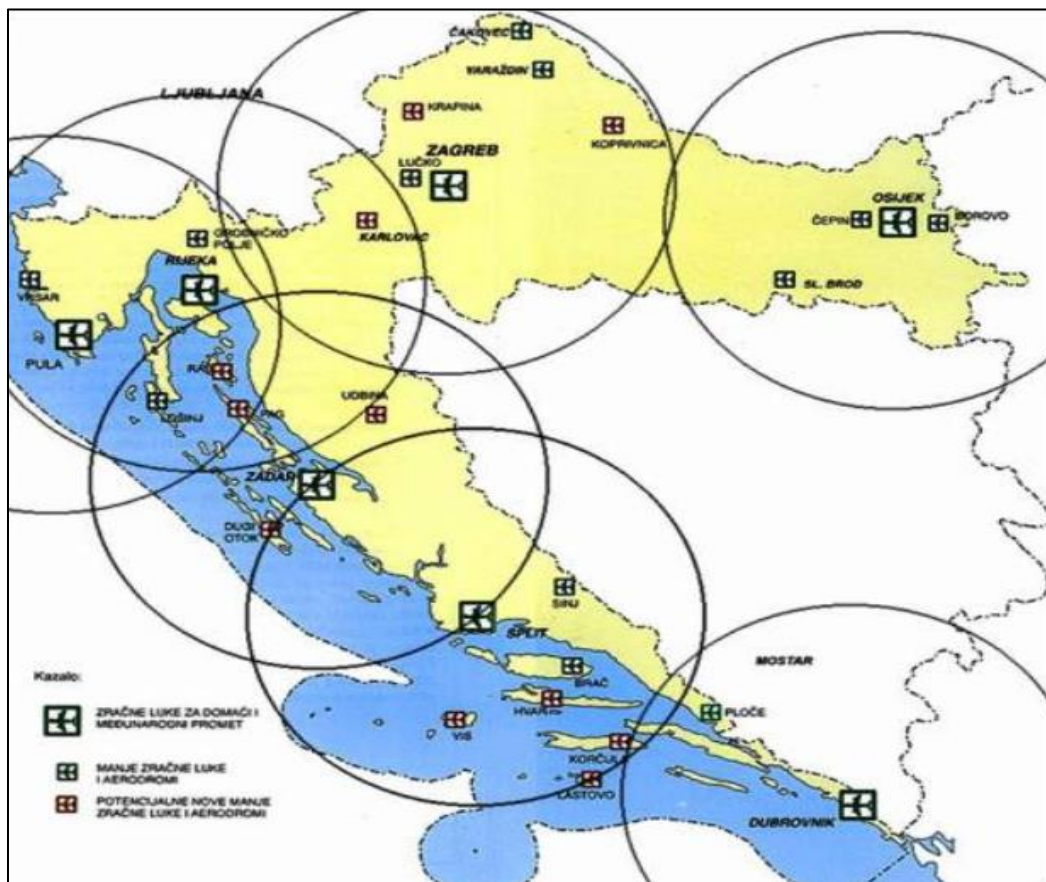 ČAKOVEC
VARAŽDIN
LJUBLJANA
KRAPINA
KOPRIVNICA
ZAGREB
LUČKO
OSIJEK
ČEPIN
BOROVO
KARLOVAC
GROBNIČKO
POLJE
RIJEKA
VRSAR
SL. BROD
PULA
RAB
LOŠINJ
PAG
UDBINA
ZADAR
DUGI
OTOK
SINJ
SPLIT
MOSTAR
BRAČ
HVAR
PLOČE
VIS
KORČULA
LASTOVO
DUBROVNIK
Kazalo:
ZRAČNE LUKE ZA DOMAĆI I
MEĐUNARODNI PROMET
MANJE ZRAČNE LUKE
I AERODROMI
POTENCIJALNE NOVE MANJE
ZRAČNE LUKE I AERODROMI